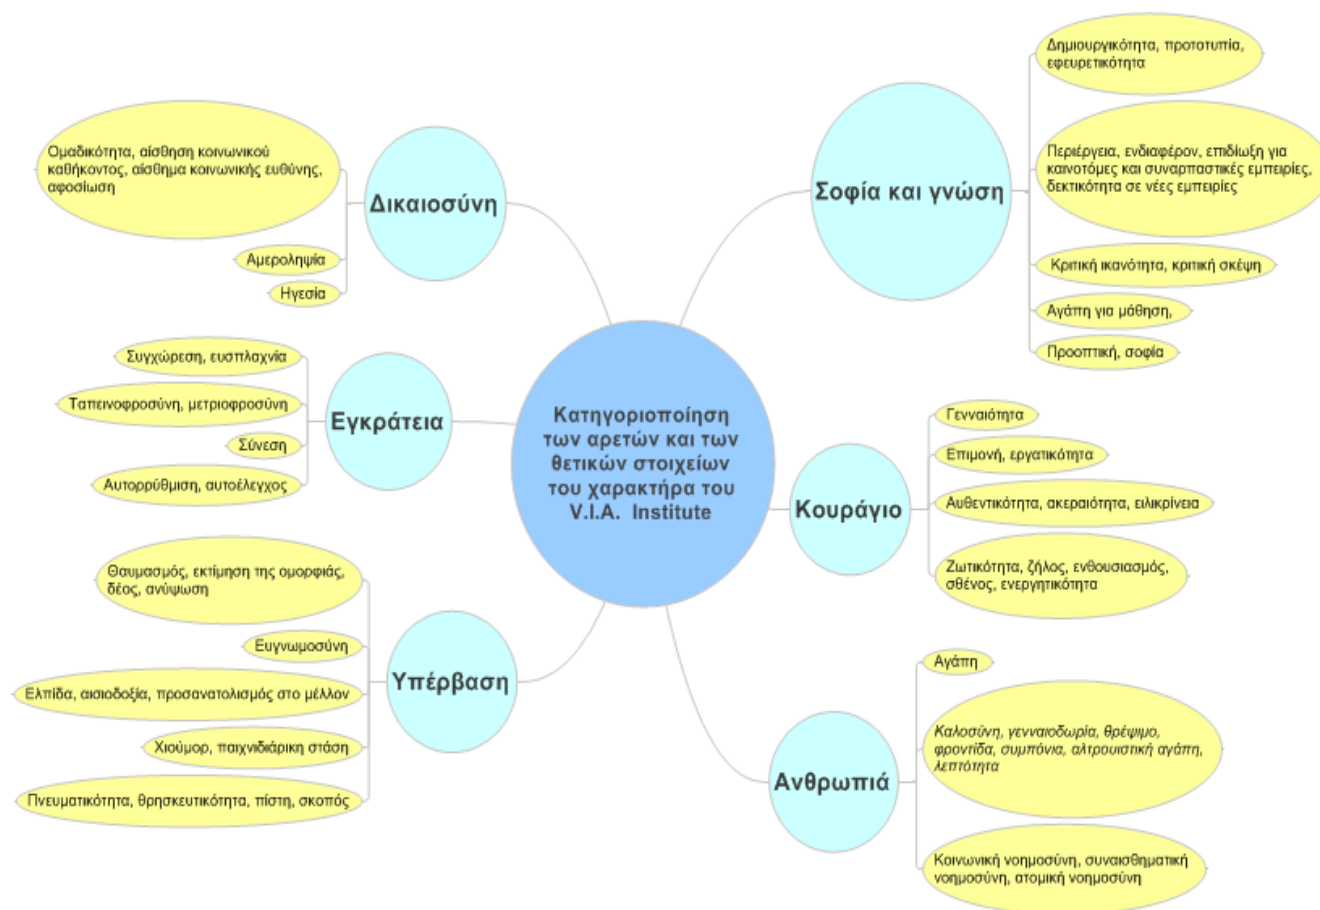 Κατηγοριοποίηση
των αρετών και των
θετικών στοιχείων
του χαρακτήρα του
V.I.A. Institute
Σοφία και γνώση
Δημιουργικότητα, πρωτοτυπία,
εφευρετικότητα
Περιέργεια, ενδιαφέρον, επιδίωξη για
καινοτόμες και συναρπαστικές εμπειρίες,
δεκτικότητα σε νέες εμπειρίες
Κριτική ικανότητα, κριτική σκέψη
Αγάπη για μάθηση,
Προοπτική, σοφία
Κουράγιο
Γενναιότητα
Επιμονή, εργατικότητα
Αυθεντικότητα, ακεραιότητα, ειλικρίνεια
Ζωτικότητα, ζήλος, ενθουσιασμός,
σθένος, ενεργητικότητα
Ανθρωπιά
Αγάπη
Καλοσύνη, γενναιοδωρία, θρέψιμο,
φροντίδα, συμπόνια, αλτρουιστική αγάπη,
λεπτότητα
Κοινωνική νοημοσύνη, συναισθηματική
νοημοσύνη, ατομική νοημοσύνη
Δικαιοσύνη
Ομαδικότητα, αίσθηση κοινωνικού
καθήκοντος, αίσθημα κοινωνικής ευθύνης,
αφοσίωση
Αμεροληψία
Ηγεσία
Εγκράτεια
Συγχώρεση, ευσπλαχνία
Ταπεινοφροσύνη, μετριοφροσύνη
Σύνεση
Αυτορρύθμιση, αυτοέλεγχος
Υπέρβαση
Θαυμασμός, εκτίμηση της ομορφιάς,
δέος, ανύψωση
Ευγνωμοσύνη
Ελπίδα, αισιοδοξία, προσανατολισμός στο μέλλον
Χιούμορ, παιχνιδιάρικη στάση
Πνευματικότητα, θρησκευτικότητα, πίστη, σκοπός